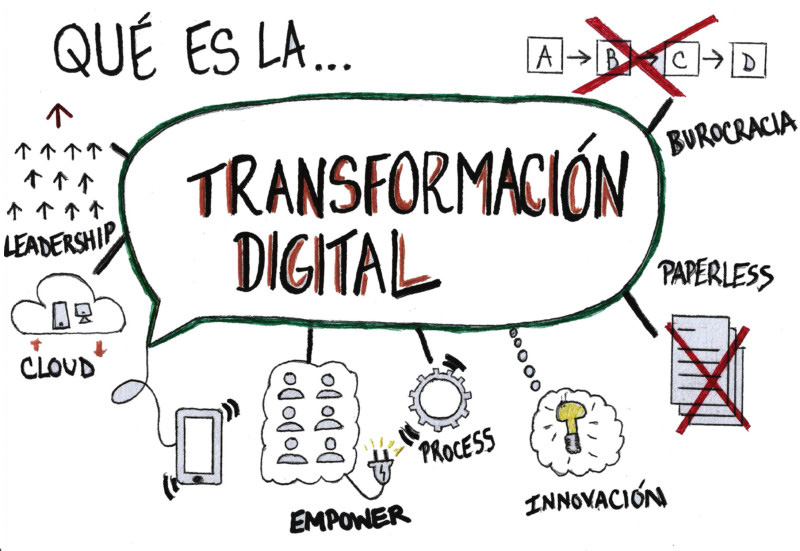 QUÉ ES LA...
A → B → C → D
BUROCRACIA
TRANSFORMACIÓN
DIGITAL
LEADERSHIP
PAPERLESS
CLOUD
PROCESS
INNOVACIÓN
EMPOWER